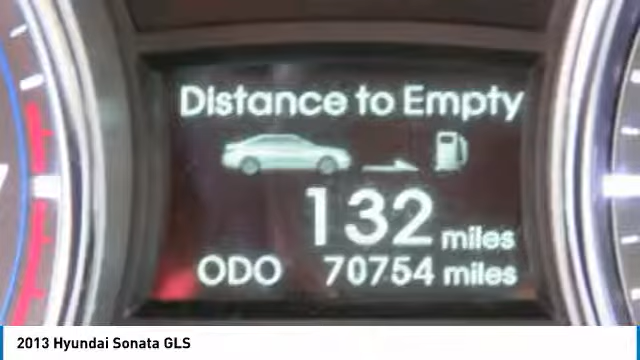 Distance to Empty
132 miles
ODO 70754 miles
2013 Hyundai Sonata GLS